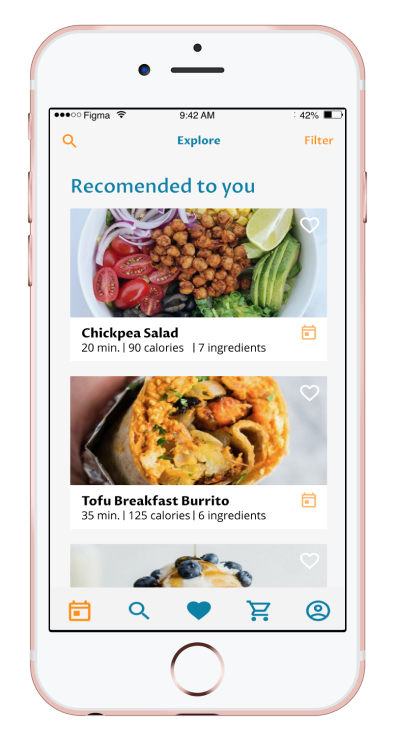 Figma 9:42 AM : 42%
Explore Filter
Recomended to you
Chickpea Salad
20 min. | 90 calories | 7 ingredients
Tofu Breakfast Burrito
35 min. | 125 calories | 6 ingredients